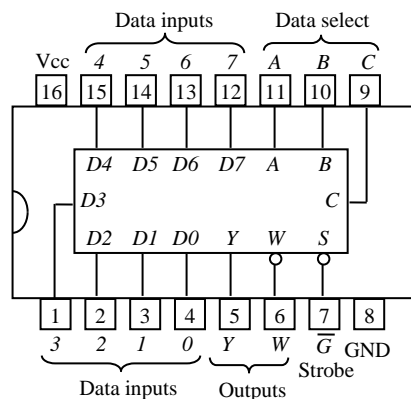 Data inputs Data select
Vcc 4 5 6 7 A B C
16 15 14 13 12 11 10 9
D4 D5 D6 D7 A B
D3 C
D2 D1 D0 Y W S
1 2 3 4 5 6 7 8
3 2 1 0 Y W G̅ GND
Strobe
Data inputs Outputs